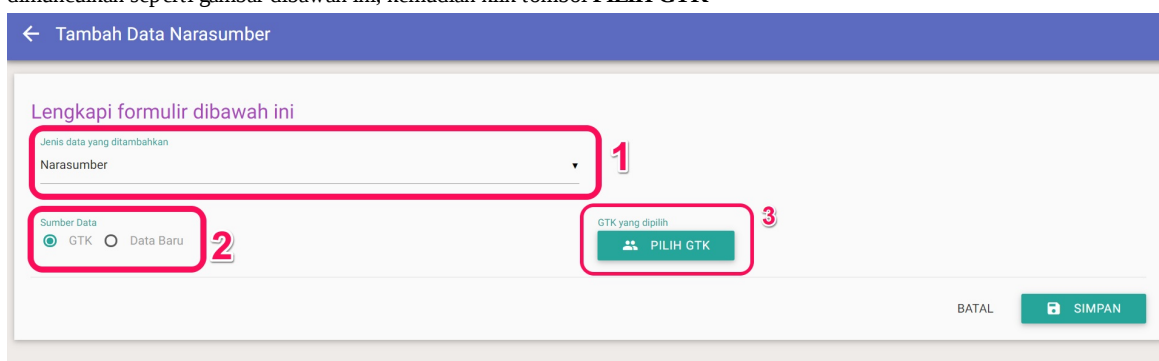 dimunculkan seperti gambar dibawah ini, kemudian klik tombol PILIH GTK
Tambah Data Narasumber
Lengkapi formulir dibawah ini
Jenis data yang ditambahkan
Narasumber
1
Sumber Data
GTK Data Baru
2
GTK yang dipilih
PILIH GTK
3
BATAL SIMPAN